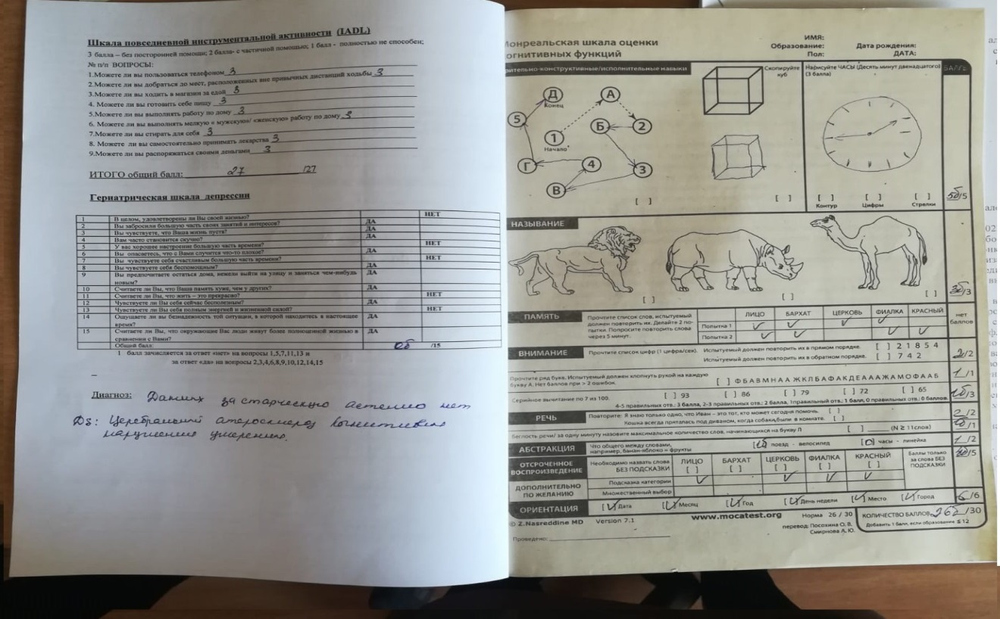 Шкала повседневной инструментальной активности (IADL)
3 балла – без посторонней помощи; 2 балла- с частичной помощью; 1 балл - полностью не способен;
№ п/п ВОПРОСЫ:
1.Можете ли вы пользоваться телефоном 3
2.Можете ли вы добраться до мест, расположенных вне привычных дистанций ходьбы 3
3.Можете ли вы ходить в магазин за едой 3
4. Можете ли вы готовить себе пищу 3
5.Можете ли вы выполнять работу по дому 3
6. Можете ли вы выполнять мелкую « мужскую»/ «женскую» работу по дому 3
7.Можете ли вы стирать для себя 3
8. Можете ли вы самостоятельно принимать лекарства 3
9.Можете ли вы распоряжаться своими деньгами 3
ИТОГО общий балл: 27 /27
Гериатрическая шкала депрессии
1 В целом, удовлетворены ли Вы своей жизнью? НЕТ
2 Вы забросили большую часть своих занятий и интересов? ДА
3 Вы чувствуете, что Ваша жизнь пуста? ДА
4 Вам часто становится скучно? ДА
5 У вас хорошее настроение большую часть времени? НЕТ
6 Вы опасаетесь, что с Вами случится что-то плохое? ДА
7 Вы чувствуете себя счастливым большую часть времени? НЕТ
8 Вы чувствуете себя беспомощным? ДА
9 Вы предпочитаете остаться дома, нежели выйти на улицу и заняться чем-нибудь ДА
новым?
10 Считаете ли Вы, что Ваша память хуже, чем у других? ДА
11 Считаете ли Вы, что жить – это прекрасно? НЕТ
12 Чувствуете ли Вы себя сейчас бесполезным? ДА
13 Чувствуете ли Вы себя полным энергией и жизненной силой? НЕТ
14 Ощущаете ли вы безнадежность той ситуации, в которой находитесь в настоящее ДА
время?
15 Считаете ли Вы, что окружающие Вас люди живут более полноценной жизнью в ДА
сравнении с Вами?
Общий балл: 0б /15
1 балл зачисляется за ответ «нет» на вопросы 1,5,7,11,13 и
за ответ «да» на вопросы 2,3,4,6,8,9,10,12,14,15
Диагноз: Данных за старческую астению нет
Ds: Церебральный атеросклероз когнитивные
нарушения умеренные.
Монреальская шкала оценки
когнитивных функций
ИМЯ:
Образование: Дата рождения:
Пол: ДАТА:
зрительно-конструктивные/исполнительные навыки
Скопируйте
куб
Нарисуйте ЧАСЫ (Десять минут двенадцатого)
(3 балла)
БАЛЛЫ
Д
Конец
А
5
Б
2
1
Начало
Г
4
3
В
[ ] [ ] [ ] [ ] [ ]
Контур Цифры Стрелки
5б/5
НАЗЫВАНИЕ
[ ] [ ] [ ]
3б/3
ПАМЯТЬ
Прочтите список слов, испытуемый
должен повторить их. Делайте 2 по-
пытки. Попросите повторить слова
через 5 минут.
ЛИЦО БАРХАТ ЦЕРКОВЬ ФИАЛКА КРАСНЫЙ
Попытка 1
Попытка 2
нет
баллов
ВНИМАНИЕ
Прочтите список цифр (1 цифра/сек). Испытуемый должен повторить их в прямом порядке. [ ] 2 1 8 5 4
Испытуемый должен повторить их в обратном порядке. [ ] 7 4 2
2/2
Прочтите ряд букв. Испытуемый должен хлопнуть рукой на каждую
букву А. Нет баллов при > 2 ошибок. [ ] Ф Б А В М Н А А Ж К Л Б А Ф А К Д Е А А А Ж А М О Ф А А Б
1/1
Серийное вычитание по 7 из 100. [ ] 93 [ ] 86 [ ] 79 [ ] 72 [ ] 65
4-5 правильных отв.: 3 балла, 2-3 правильных отв.: 2 балла, 1правильный отв.: 1 балл, 0 правильных отв.: 0 баллов.
/3
РЕЧЬ
Повторите: Я знаю только одно, что Иван – это тот, кто может сегодня помочь. [ ]
Кошка всегда пряталась под диваном, когда собаки были в комнате. [ ]
2/2
Беглость речи/ за одну минуту назовите максимальное количество слов, начинающихся на букву Л [ ] _____ (N ≥ 11слов)
/1
АБСТРАКЦИЯ
Что общего между словами,
например, банан-яблоко = фрукты
поезд - велосипед
часы - линейка
1/2
ОТСРОЧЕННОЕ
ВОСПРОИЗВЕДЕНИЕ
Необходимо назвать слова
БЕЗ ПОДСКАЗКИ
ЛИЦО БАРХАТ ЦЕРКОВЬ ФИАЛКА КРАСНЫЙ
[ ] [ ] [ ] [ ] [ ]
Баллы только
за слова БЕЗ
ПОДСКАЗКИ
/5
ДОПОЛНИТЕЛЬНО
ПО ЖЕЛАНИЮ
Подсказка категории
Множественный выбор
ОРИЕНТАЦИЯ
[ ] Дата [ ] Месяц [ ] Год [ ] День недели [ ] Место [ ] Город
6/6
© Z.Nasreddine MD Version 7.1 www.mocatest.org Норма 26 / 30
КОЛИЧЕСТВО БАЛЛОВ 26б /30
Добавить 1 балл, если образование ≤ 12
перевод: Посохина О. В.
Смирнова А. Ю.
Проведено: